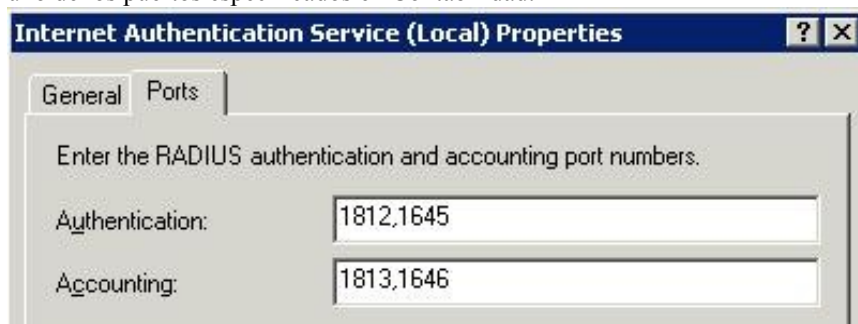 Internet Authentication Service (Local) Properties
General Ports
Enter the RADIUS authentication and accounting port numbers.
Authentication: 1812,1645
Accounting: 1813,1646